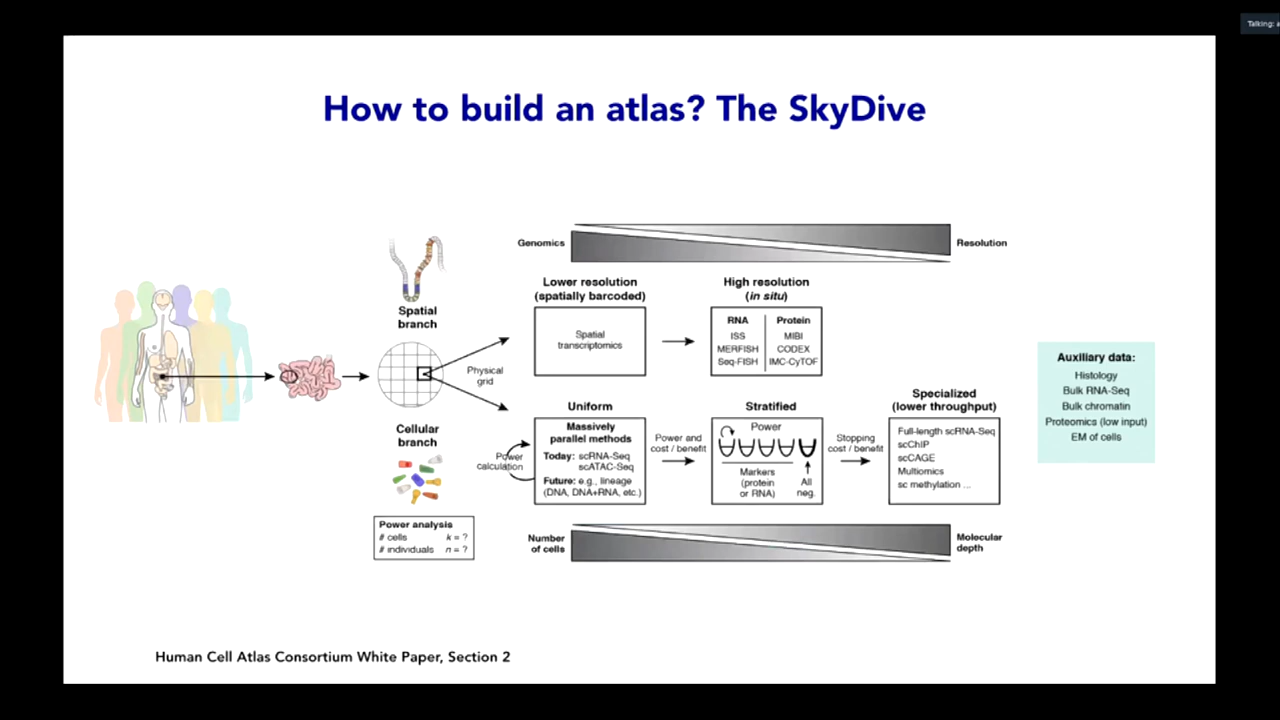 Talking:
How to build an atlas? The SkyDive
Genomics
Resolution
Spatial
branch
Lower resolution
(spatially barcoded)
Spatial
transcriptomics
High resolution
(in situ)
RNA
Protein
ISS
MIBI
MERFISH
CODEX
Seq-FISH
IMC-CyTOF
Physical
grid
Cellular
branch
Power
calculation
Uniform
Massively
parallel methods
Today: scRNA-Seq
scATAC-Seq
Future: e.g., lineage
(DNA, DNA+RNA, etc.)
Power and
cost / benefit
Stratified
Power
Markers
(protein
or RNA)
All
neg.
Stopping
cost / benefit
Specialized
(lower throughput)
Full-length scRNA-Seq
scChIP
scCAGE
Multiomics
sc methylation ...
Auxiliary data:
Histology
Bulk RNA-Seq
Bulk chromatin
Proteomics (low input)
EM of cells
Power analysis
# cells k = ?
# individuals n = ?
Number
of cells
Molecular
depth
Human Cell Atlas Consortium White Paper, Section 2